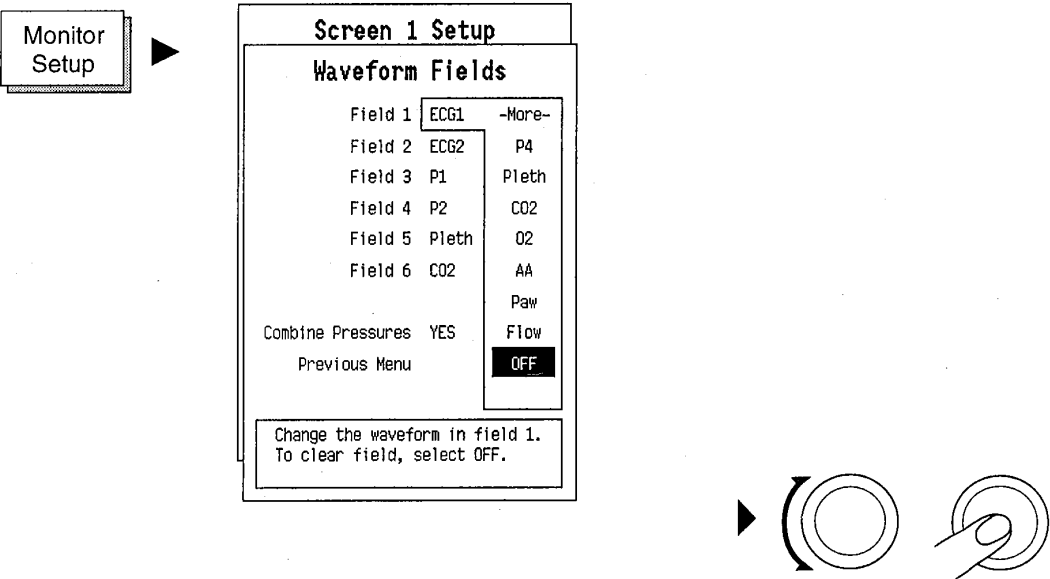 Monitor
Setup
Screen 1 Setup
Waveform Fields
Field 1 ECG1 -More-
Field 2 ECG2 P4
Field 3 P1 Pleth
Field 4 P2 CO2
Field 5 Pleth O2
Field 6 CO2 AA
Paw
Combine Pressures YES Flow
Previous Menu OFF
Change the waveform in field 1.
To clear field, select OFF.